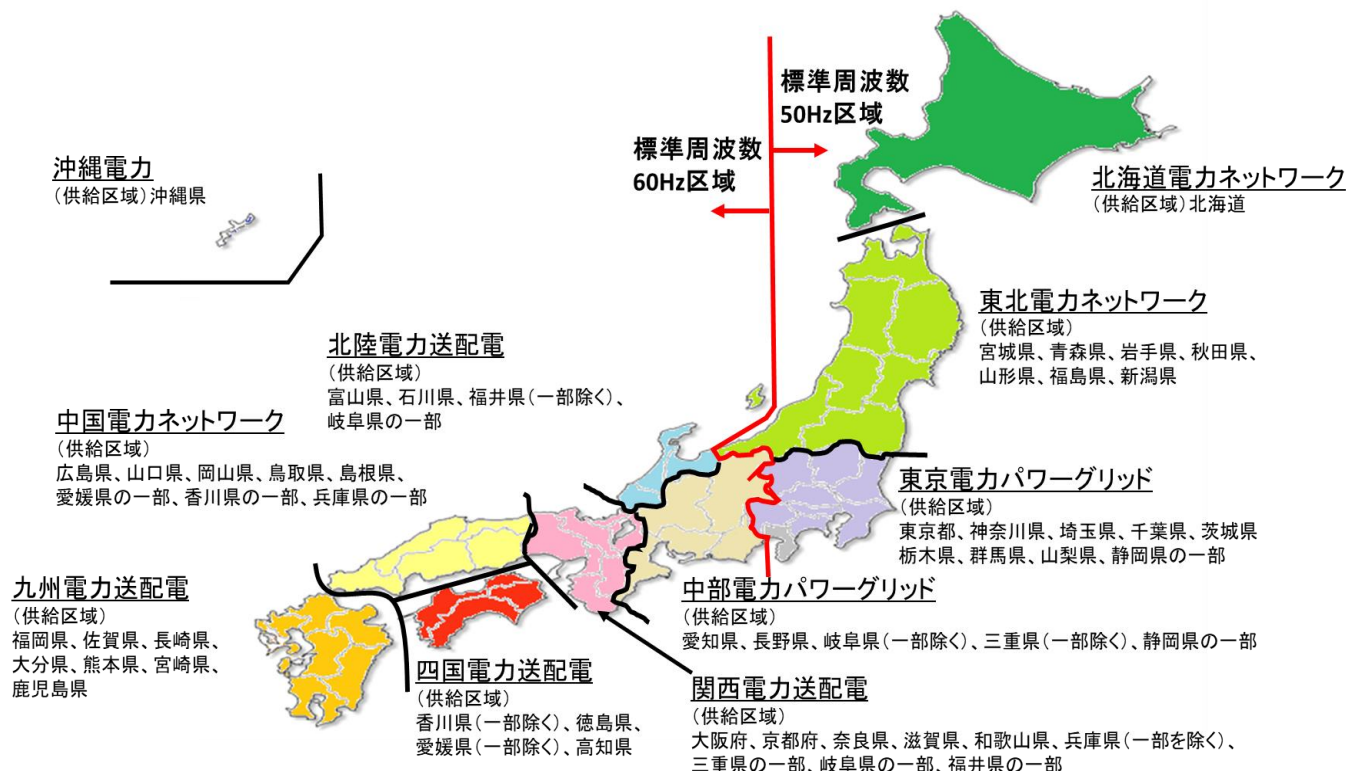 標準周波数
50Hz区域
標準周波数
60Hz区域
沖縄電力
(供給区域)沖縄県
北海道電力ネットワーク
(供給区域)北海道
東北電力ネットワーク
(供給区域)
宮城県、青森県、岩手県、秋田県、
山形県、福島県、新潟県
北陸電力送配電
(供給区域)
富山県、石川県、福井県(一部除く)、
岐阜県の一部
中国電力ネットワーク
(供給区域)
広島県、山口県、岡山県、鳥取県、島根県、
愛媛県の一部、香川県の一部、兵庫県の一部
東京電力パワーグリッド
(供給区域)
東京都、神奈川県、埼玉県、千葉県、茨城県
栃木県、群馬県、山梨県、静岡県の一部
九州電力送配電
(供給区域)
福岡県、佐賀県、長崎県、
大分県、熊本県、宮崎県、
鹿児島県
中部電力パワーグリッド
(供給区域)
愛知県、長野県、岐阜県(一部除く)、三重県(一部除く)、静岡県の一部
四国電力送配電
(供給区域)
香川県(一部除く)、徳島県、
愛媛県(一部除く)、高知県
関西電力送配電
(供給区域)
大阪府、京都府、奈良県、滋賀県、和歌山県、兵庫県(一部を除く)、
三重県の一部、岐阜県の一部、福井県の一部